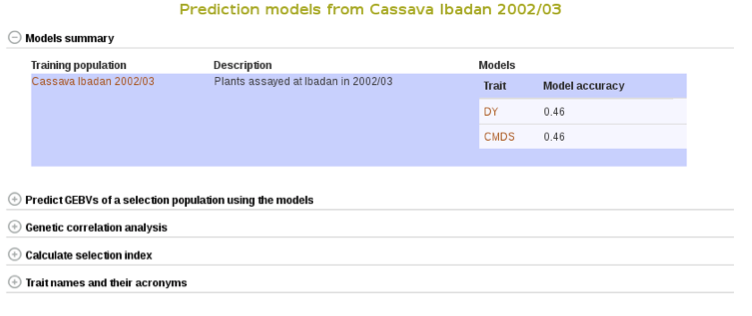 Prediction models from Cassava Ibadan 2002/03
Models summary
Training population Description Models
Cassava Ibadan 2002/03 Plants assayed at Ibadan in 2002/03
Trait Model accuracy
DY 0.46
CMDS 0.46
Predict GEBVs of a selection population using the models
Genetic correlation analysis
Calculate selection index
Trait names and their acronyms